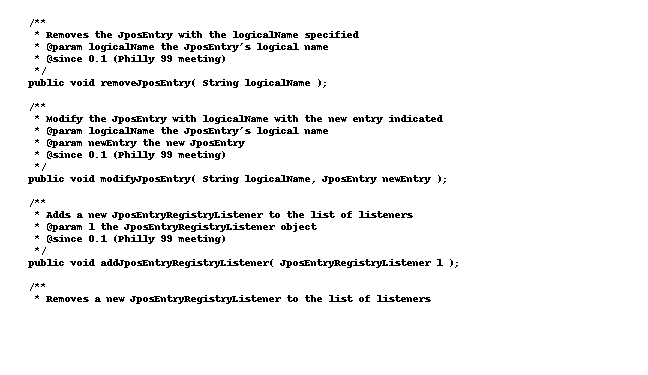 /**
 * Removes the JposEntry with the logicalName specified
 * @param logicalName the JposEntry's logical name
 * @since 0.1 (Philly 99 meeting)
 */
public void removeJposEntry( String logicalName );
/**
 * Modify the JposEntry with logicalName with the new entry indicated
 * @param logicalName the JposEntry's logical name
 * @param newEntry the new JposEntry
 * @since 0.1 (Philly 99 meeting)
 */
public void modifyJposEntry( String logicalName, JposEntry newEntry );
/**
 * Adds a new JposEntryRegistryListener to the list of listeners
 * @param l the JposEntryRegistryListener object
 * @since 0.1 (Philly 99 meeting)
 */
public void addJposEntryRegistryListener( JposEntryRegistryListener l );
/**
 * Removes a new JposEntryRegistryListener to the list of listeners